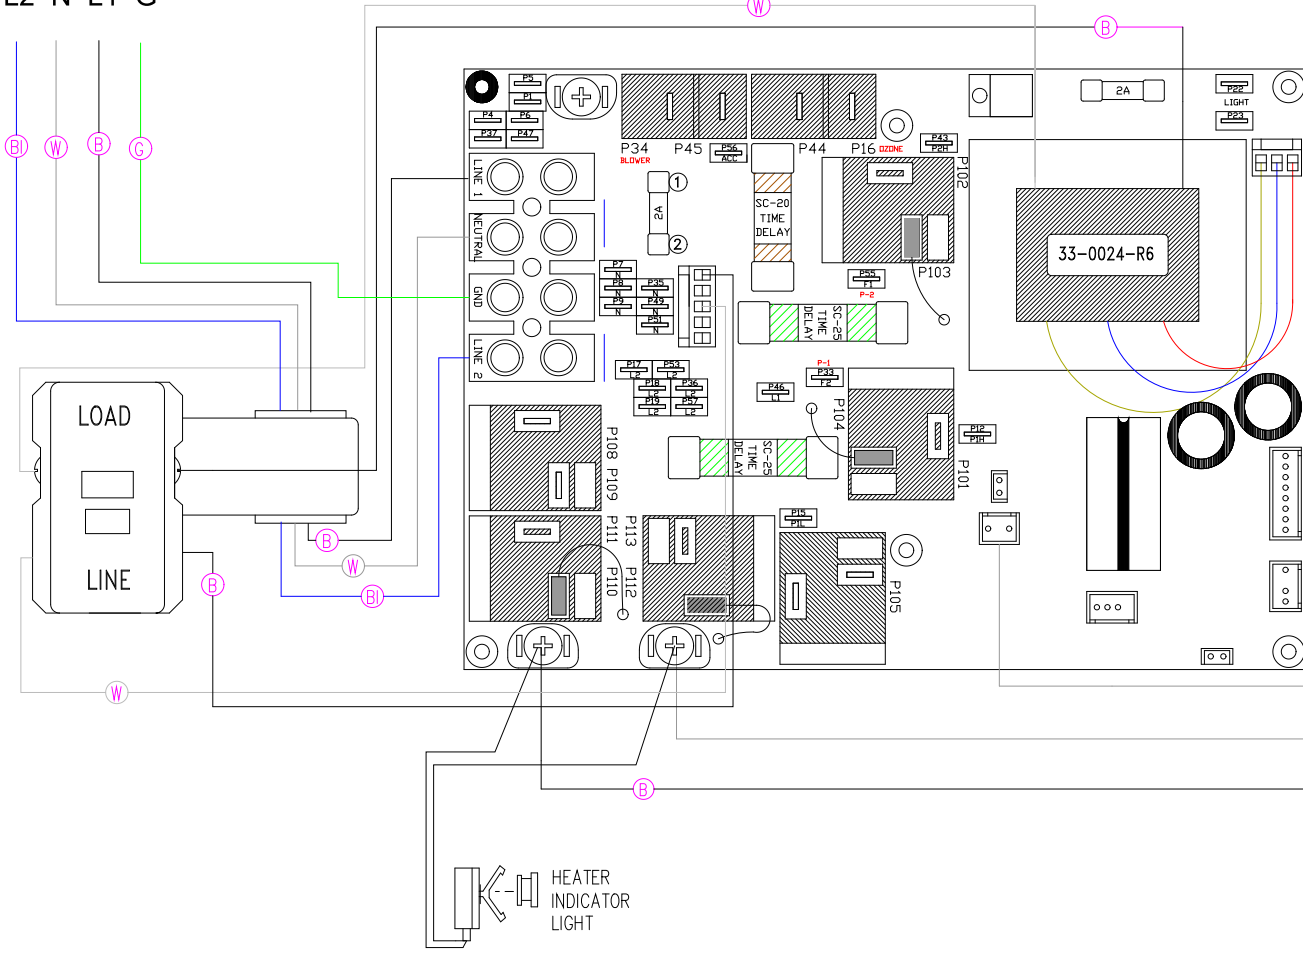 L2 N L1 G
W
B
Bl
W
B
G
P5
P1
P4
P6
P37
P47
2A
P22
LIGHT
P23
P34
BLOWER
P45
P56
ACC
P44
P16
OZONE
P43
P2H
P102
LINE 1
NEUTRAL
GND
LINE 2
1
2A
2
SC-20
TIME
DELAY
P103
33-0024-R6
P7
N
P8
N
P9
N
P35
N
P49
N
P51
N
P55
F1
P-2
SC-25
TIME
DELAY
P-1
P33
F2
P17
L2
P53
L2
P18
L2
P36
L2
P19
L2
P57
L2
P46
L1
P104
P12
P1H
P101
LOAD
LINE
P108
P109
SC-25
TIME
DELAY
P111
P113
P110
P112
P15
P1L
P105
B
W
Bl
B
W
B
HEATER
INDICATOR
LIGHT